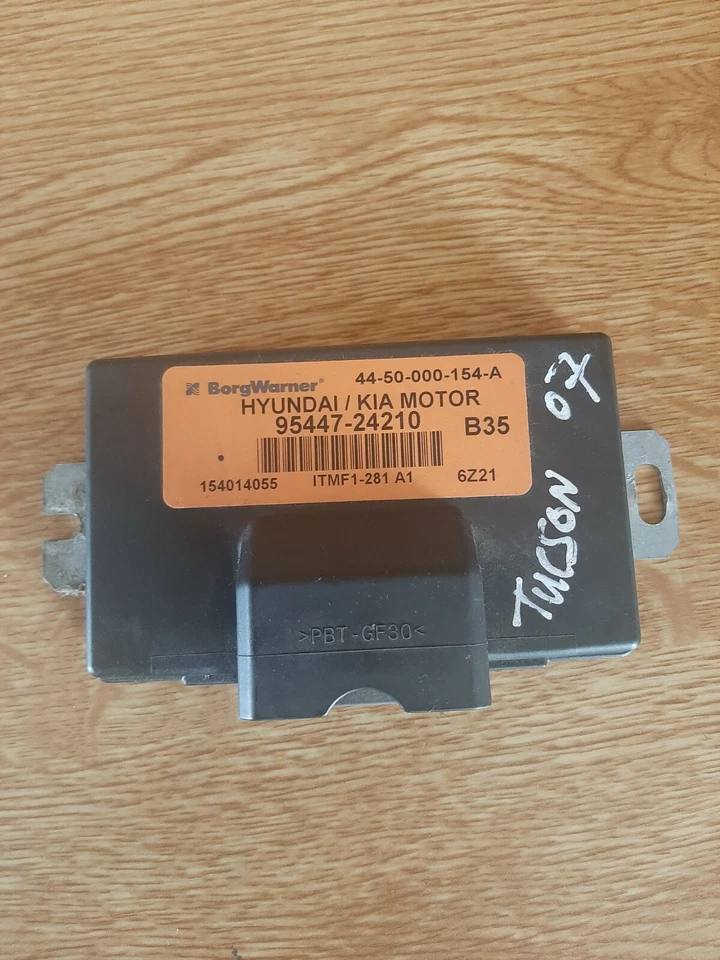 BorgWarner® 44-50-000-154-A
HYUNDAI / KIA MOTOR
95447-24210 B35
154014055 ITMF1-281 A1 6Z21
TUCSON 07
>PBT-GF30<